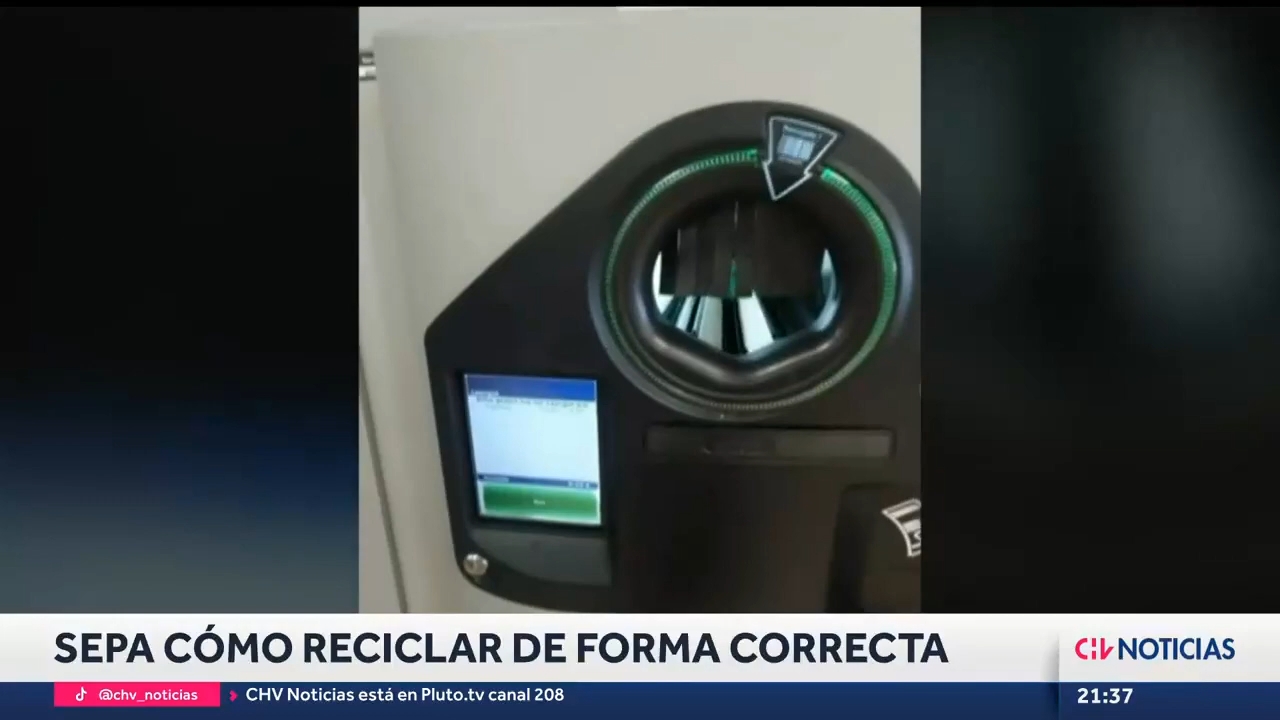 SEPA CÓMO RECICLAR DE FORMA CORRECTA
CHV NOTICIAS
@chv_noticias
CHV Noticias está en Pluto.tv canal 208
21:37